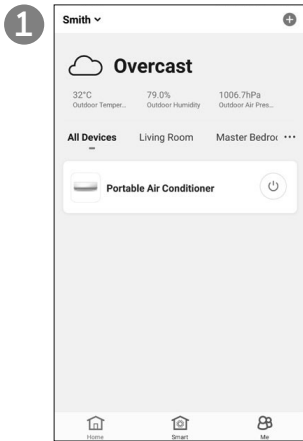 1
Smith
Overcast
32°C 79.0% 1006.7hPa
Outdoor Temper... Outdoor Humidity Outdoor Air Pres...
All Devices Living Room Master Bedroo ...
Portable Air Conditioner
Home Smart Me